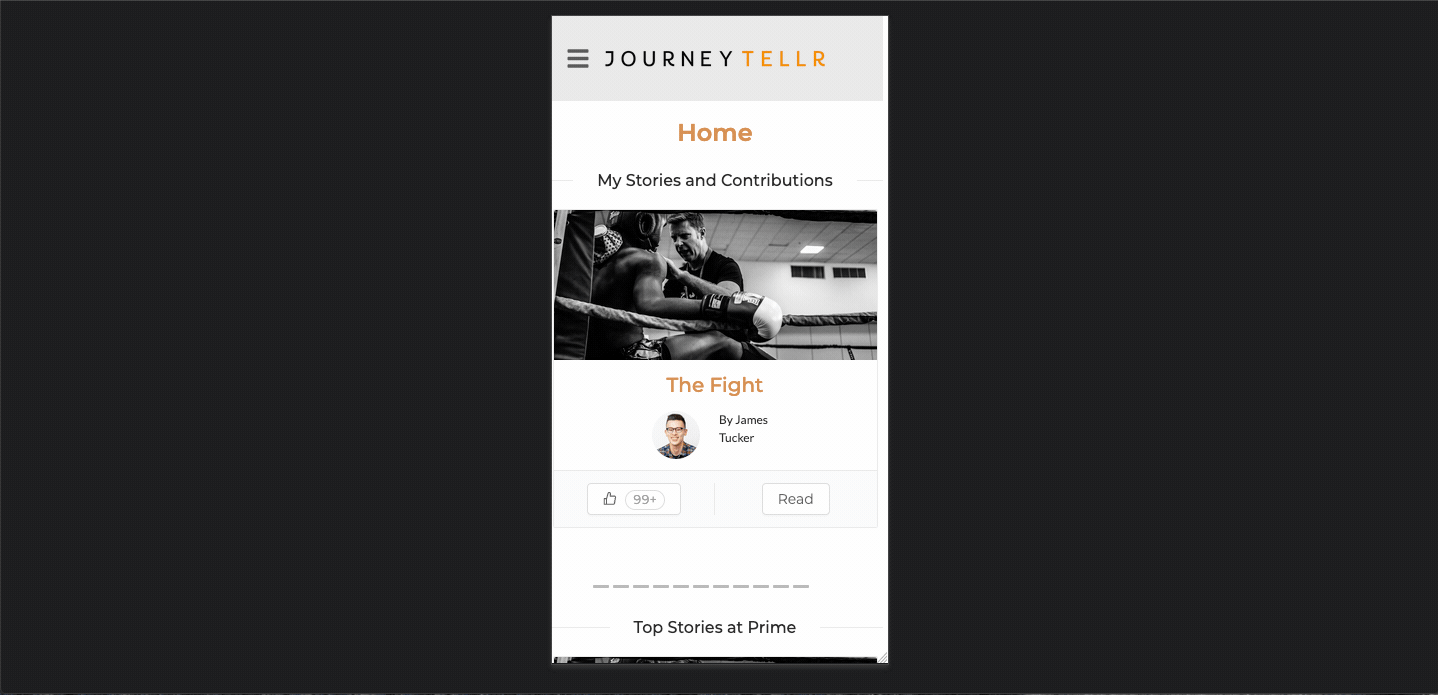 JOURNEY TELLR
Home
My Stories and Contributions
The Fight
By James
Tucker
99+
Read
Top Stories at Prime